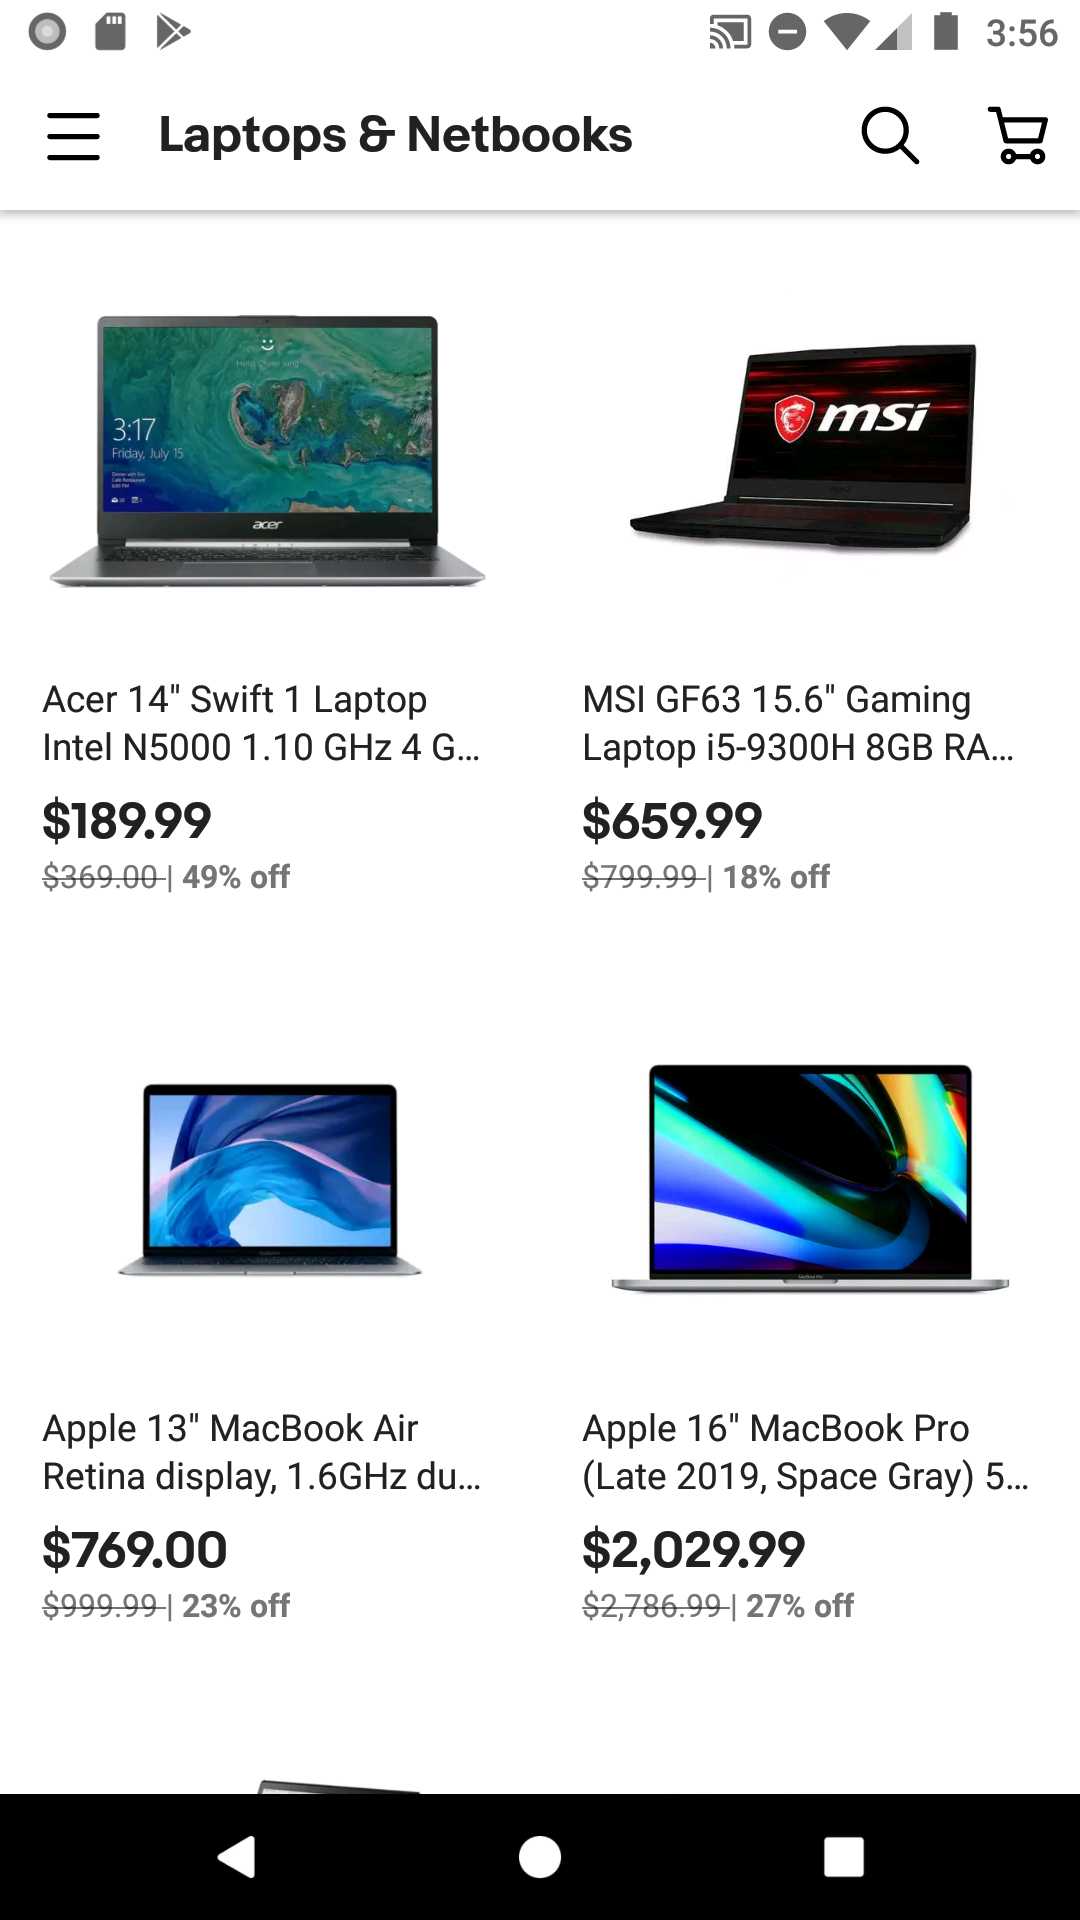 3:56
Laptops & Netbooks
3:17
Friday, July 15
acer
msi
Acer 14" Swift 1 Laptop
Intel N5000 1.10 GHz 4 G...
$189.99
$369.00 | 49% off
MSI GF63 15.6" Gaming
Laptop i5-9300H 8GB RA...
$659.99
$799.99 | 18% off
Apple 13" MacBook Air
Retina display, 1.6GHz du...
$769.00
$999.99 | 23% off
Apple 16" MacBook Pro
(Late 2019, Space Gray) 5...
$2,029.99
$2,786.99 | 27% off